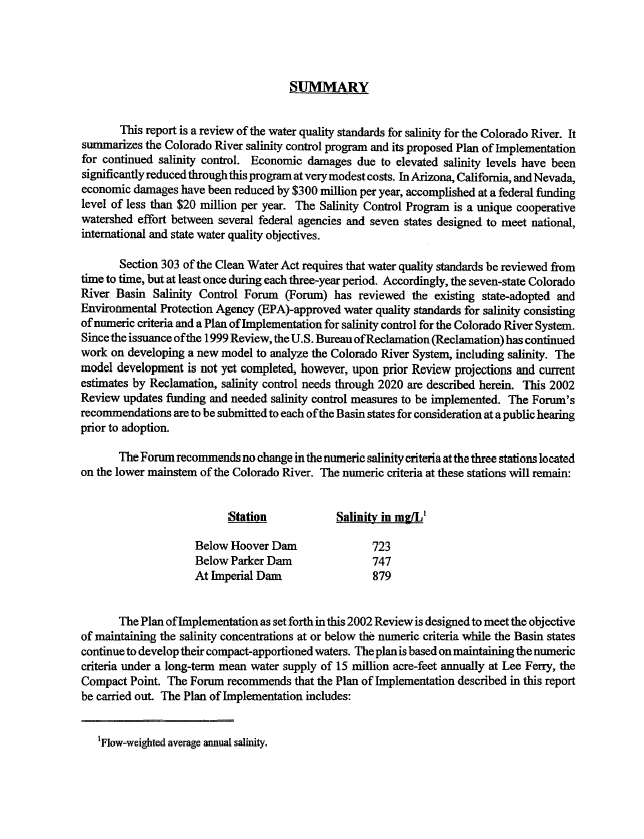 SUMMARY
This report is a review of the water quality standards for salinity for the Colorado River. It
summarizes the Colorado River salinity control program and its proposed Plan of Implementation
for continued salinity control. Economic damages due to elevated salinity levels have been
significantly reduced through this program at very modest costs. In Arizona, California, and Nevada,
economic damages have been reduced by $300 million per year, accomplished at a federal funding
level of less than $20 million per year. The Salinity Control Program is a unique cooperative
watershed effort between several federal agencies and seven states designed to meet national,
international and state water quality objectives.
Section 303 of the Clean Water Act requires that water quality standards be reviewed from
time to time, but at least once during each three-year period. Accordingly, the seven-state Colorado
River Basin Salinity Control Forum (Forum) has reviewed the existing state-adopted and
Environmental Protection Agency (EPA)-approved water quality standards for salinity consisting
of numeric criteria and a Plan of Implementation for salinity control for the Colorado River System.
Since the issuance of the 1999 Review, the U.S. Bureau of Reclamation (Reclamation) has continued
work on developing a new model to analyze the Colorado River System, including salinity. The
model development is not yet completed, however, upon prior Review projections and current
estimates by Reclamation, salinity control needs through 2020 are described herein. This 2002
Review updates funding and needed salinity control measures to be implemented. The Forum's
recommendations are to be submitted to each of the Basin states for consideration at a public hearing
prior to adoption.
The Forum recommends no change in the numeric salinity criteria at the three stations located
on the lower mainstem of the Colorado River. The numeric criteria at these stations will remain:
Station Salinity in mg/L¹
Below Hoover Dam 723
Below Parker Dam 747
At Imperial Dam 879
The Plan of Implementation as set forth in this 2002 Review is designed to meet the objective
of maintaining the salinity concentrations at or below the numeric criteria while the Basin states
continue to develop their compact-apportioned waters. The plan is based on maintaining the numeric
criteria under a long-term mean water supply of 15 million acre-feet annually at Lee Ferry, the
Compact Point. The Forum recommends that the Plan of Implementation described in this report
be carried out. The Plan of Implementation includes:
¹Flow-weighted average annual salinity.